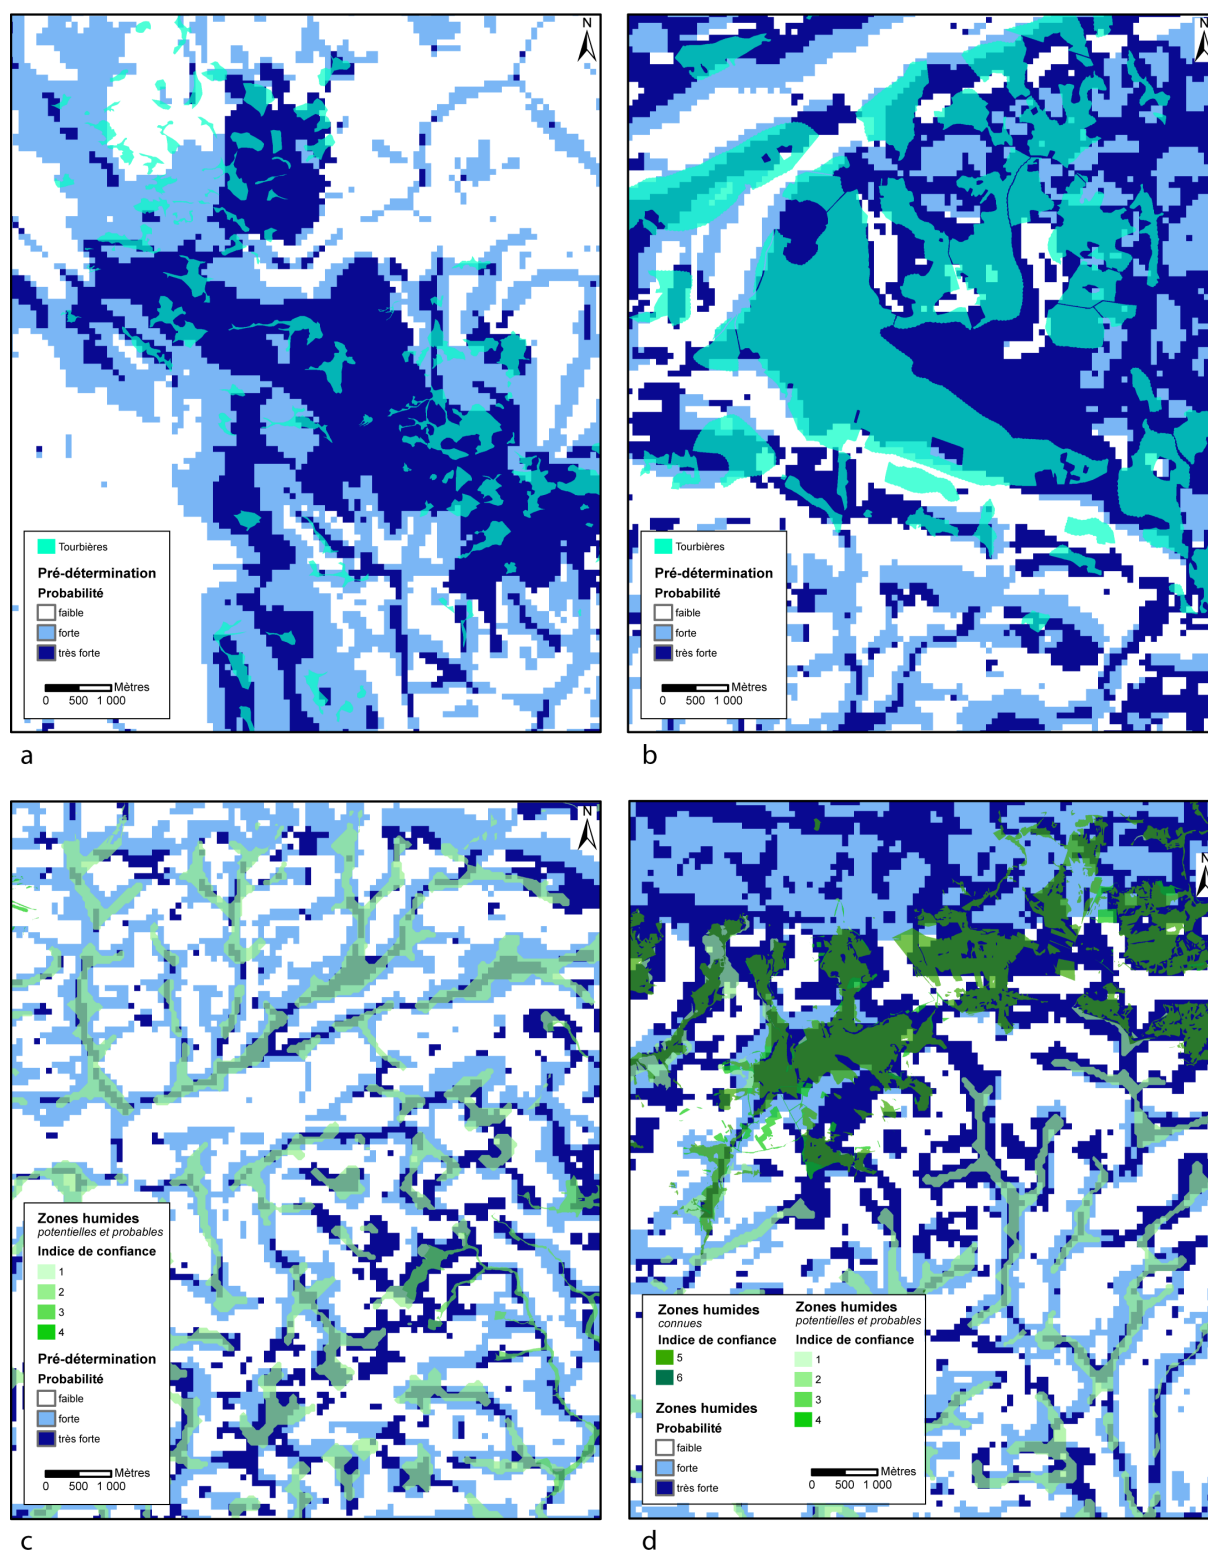 N
Tourbières
Pré-détermination
Probabilité
faible
forte
très forte
Mètres
0 500 1 000
a
N
Tourbières
Pré-détermination
Probabilité
faible
forte
très forte
Mètres
0 500 1 000
b
N
Zones humides
potentielles et probables
Indice de confiance
1
2
3
4
Pré-détermination
Probabilité
faible
forte
très forte
Mètres
0 500 1 000
c
N
Zones humides
connues
Indice de confiance
5
6
Zones humides
Probabilité
faible
forte
très forte
Zones humides
potentielles et probables
Indice de confiance
1
2
3
4
Mètres
0 500 1 000
d